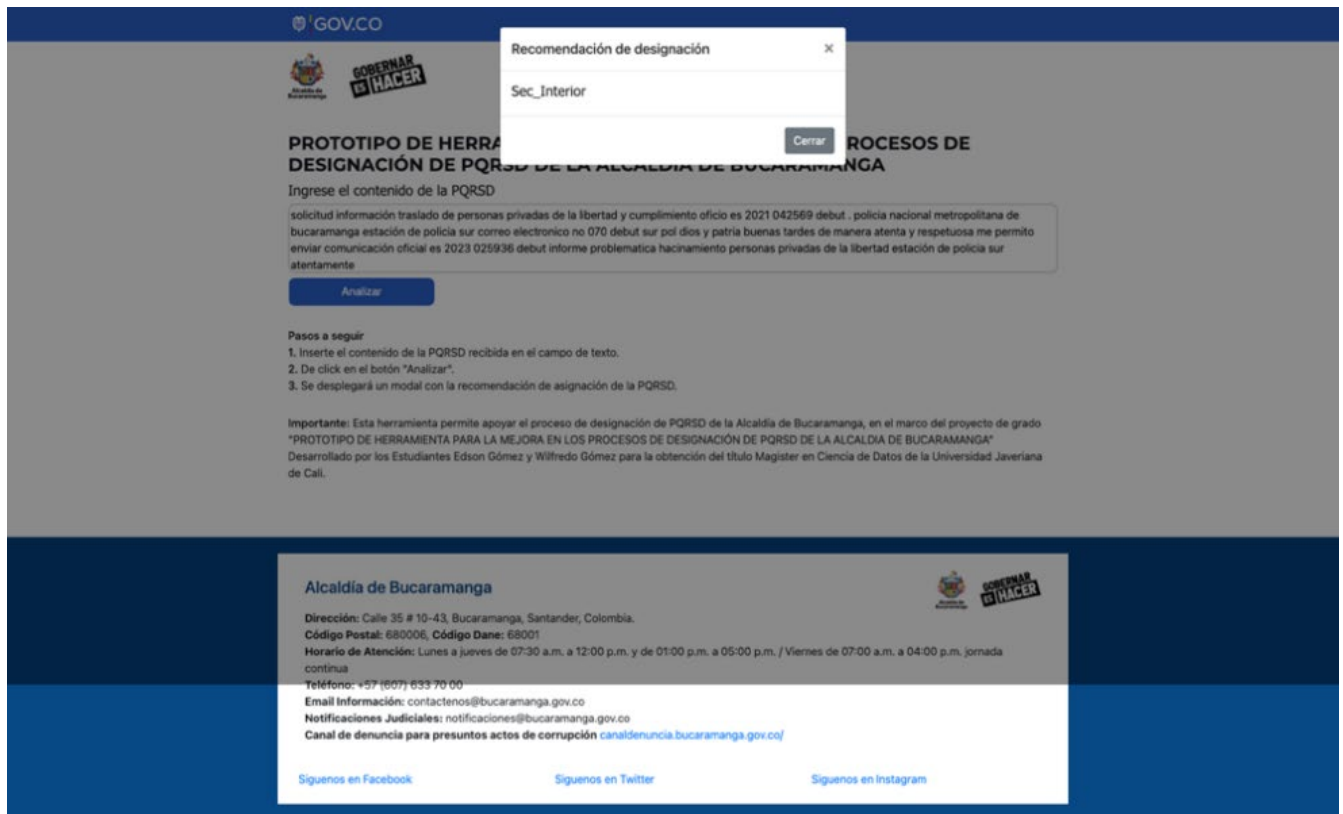 GOV.CO
Recomendación de designación ×
Sec_Interior
Cerrar
Alcaldía de
Bucaramanga
GOBERNAR
ES HACER
PROTOTIPO DE HERRA ROCESOS DE
DESIGNACIÓN DE PQRSD DE LA ALCALDIA DE BUCARAMANGA
Ingrese el contenido de la PQRSD
solicitud información traslado de personas privadas de la libertad y cumplimiento oficio es 2021 042569 debut . policia nacional metropolitana de
bucaramanga estación de policia sur correo electronico no 070 debut sur pol dios y patria buenas tardes de manera atenta y respetuosa me permito
enviar comunicación oficial es 2023 025936 debut informe problematica hacinamiento personas privadas de la libertad estación de policia sur
atentamente
Analizar
Pasos a seguir
1. Inserte el contenido de la PQRSD recibida en el campo de texto.
2. De click en el botón "Analizar".
3. Se desplegará un modal con la recomendación de asignación de la PQRSD.
Importante: Esta herramienta permite apoyar el proceso de designación de PQRSD de la Alcaldía de Bucaramanga, en el marco del proyecto de grado
"PROTOTIPO DE HERRAMIENTA PARA LA MEJORA EN LOS PROCESOS DE DESIGNACIÓN DE PQRSD DE LA ALCALDIA DE BUCARAMANGA"
Desarrollado por los Estudiantes Edson Gómez y Wilfredo Gómez para la obtención del título Magister en Ciencia de Datos de la Universidad Javeriana
de Cali.
Alcaldía de Bucaramanga
GOBERNAR
ES HACER
Dirección: Calle 35 # 10-43, Bucaramanga, Santander, Colombia.
Código Postal: 680006, Código Dane: 68001
Horario de Atención: Lunes a jueves de 07:30 a.m. a 12:00 p.m. y de 01:00 p.m. a 05:00 p.m. / Viernes de 07:00 a.m. a 04:00 p.m. jornada
continua
Teléfono: +57 (607) 633 70 00
Email Información: contactenos@bucaramanga.gov.co
Notificaciones Judiciales: notificaciones@bucaramanga.gov.co
Canal de denuncia para presuntos actos de corrupción canaldenuncia.bucaramanga.gov.co/
Siguenos en Facebook Siguenos en Twitter Siguenos en Instagram